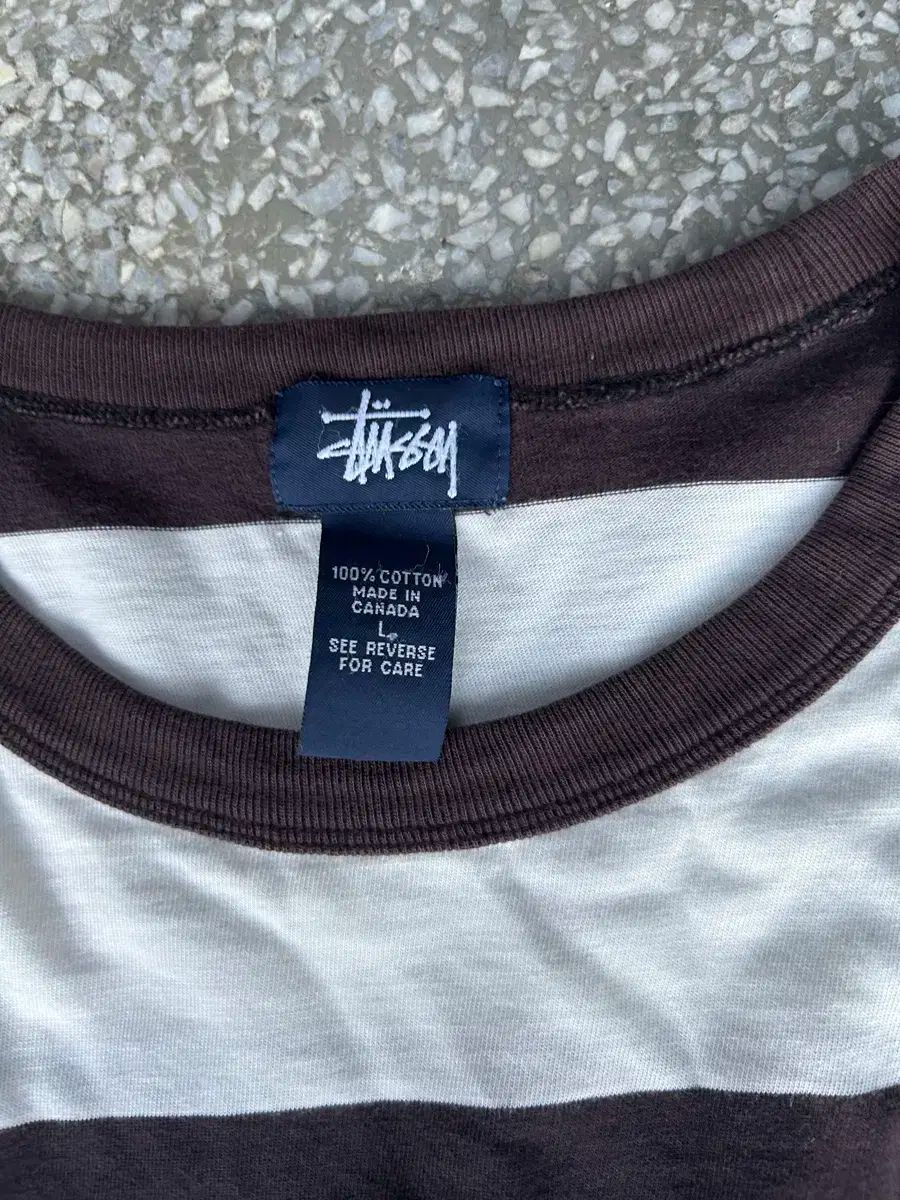 Stüssy
100% COTTON
MADE IN
CANADA
L
SEE REVERSE
FOR CARE